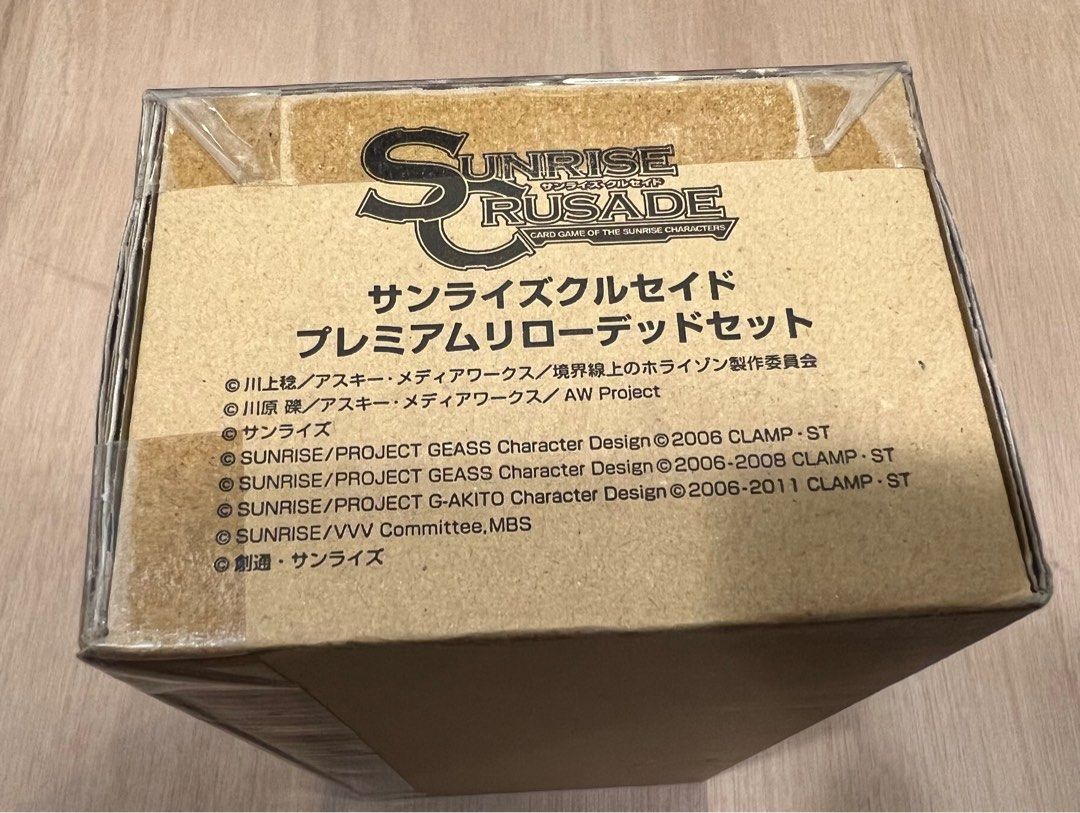 SUNRISE
サンライズ クルセイド
CRUSADE
CARD GAME OF THE SUNRISE CHARACTERS
サンライズクルセイド
プレミアムリローデッドセット
© 川上稔／アスキー・メディアワークス／境界線上のホライゾン製作委員会
© 川原 礫／アスキー・メディアワークス／ AW Project
© サンライズ
© SUNRISE/PROJECT GEASS Character Design © 2006 CLAMP・ST
© SUNRISE/PROJECT GEASS Character Design © 2006-2008 CLAMP・ST
© SUNRISE/PROJECT G-AKITO Character Design © 2006-2011 CLAMP・ST
© SUNRISE/VVV Committee,MBS
© 創通・サンライズ